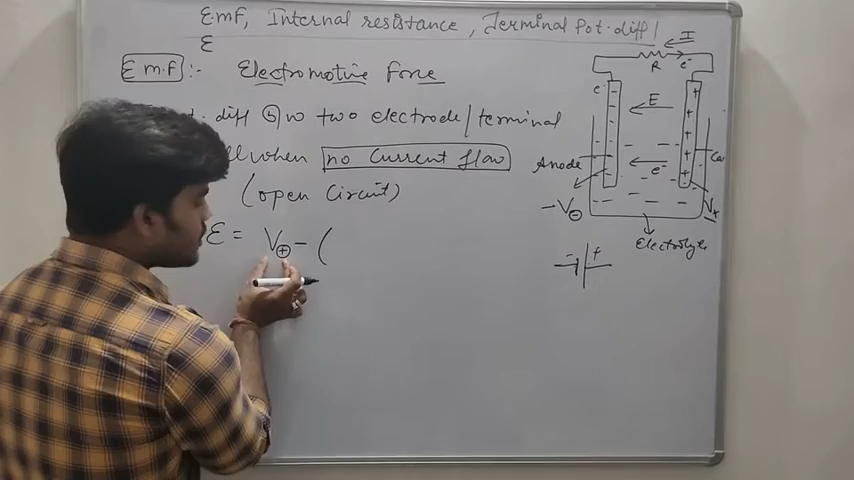 EmF, Internal resistance, Terminal Pot. diff
ε
EmF :- Electromotive Force
diff b/w two electrode/terminal
when no Current flow
(open Circuit)
ε = V⊕ - (
I
R e-
e-
E
Anode
e-
-V⊖
V+
Electrolyte
- +